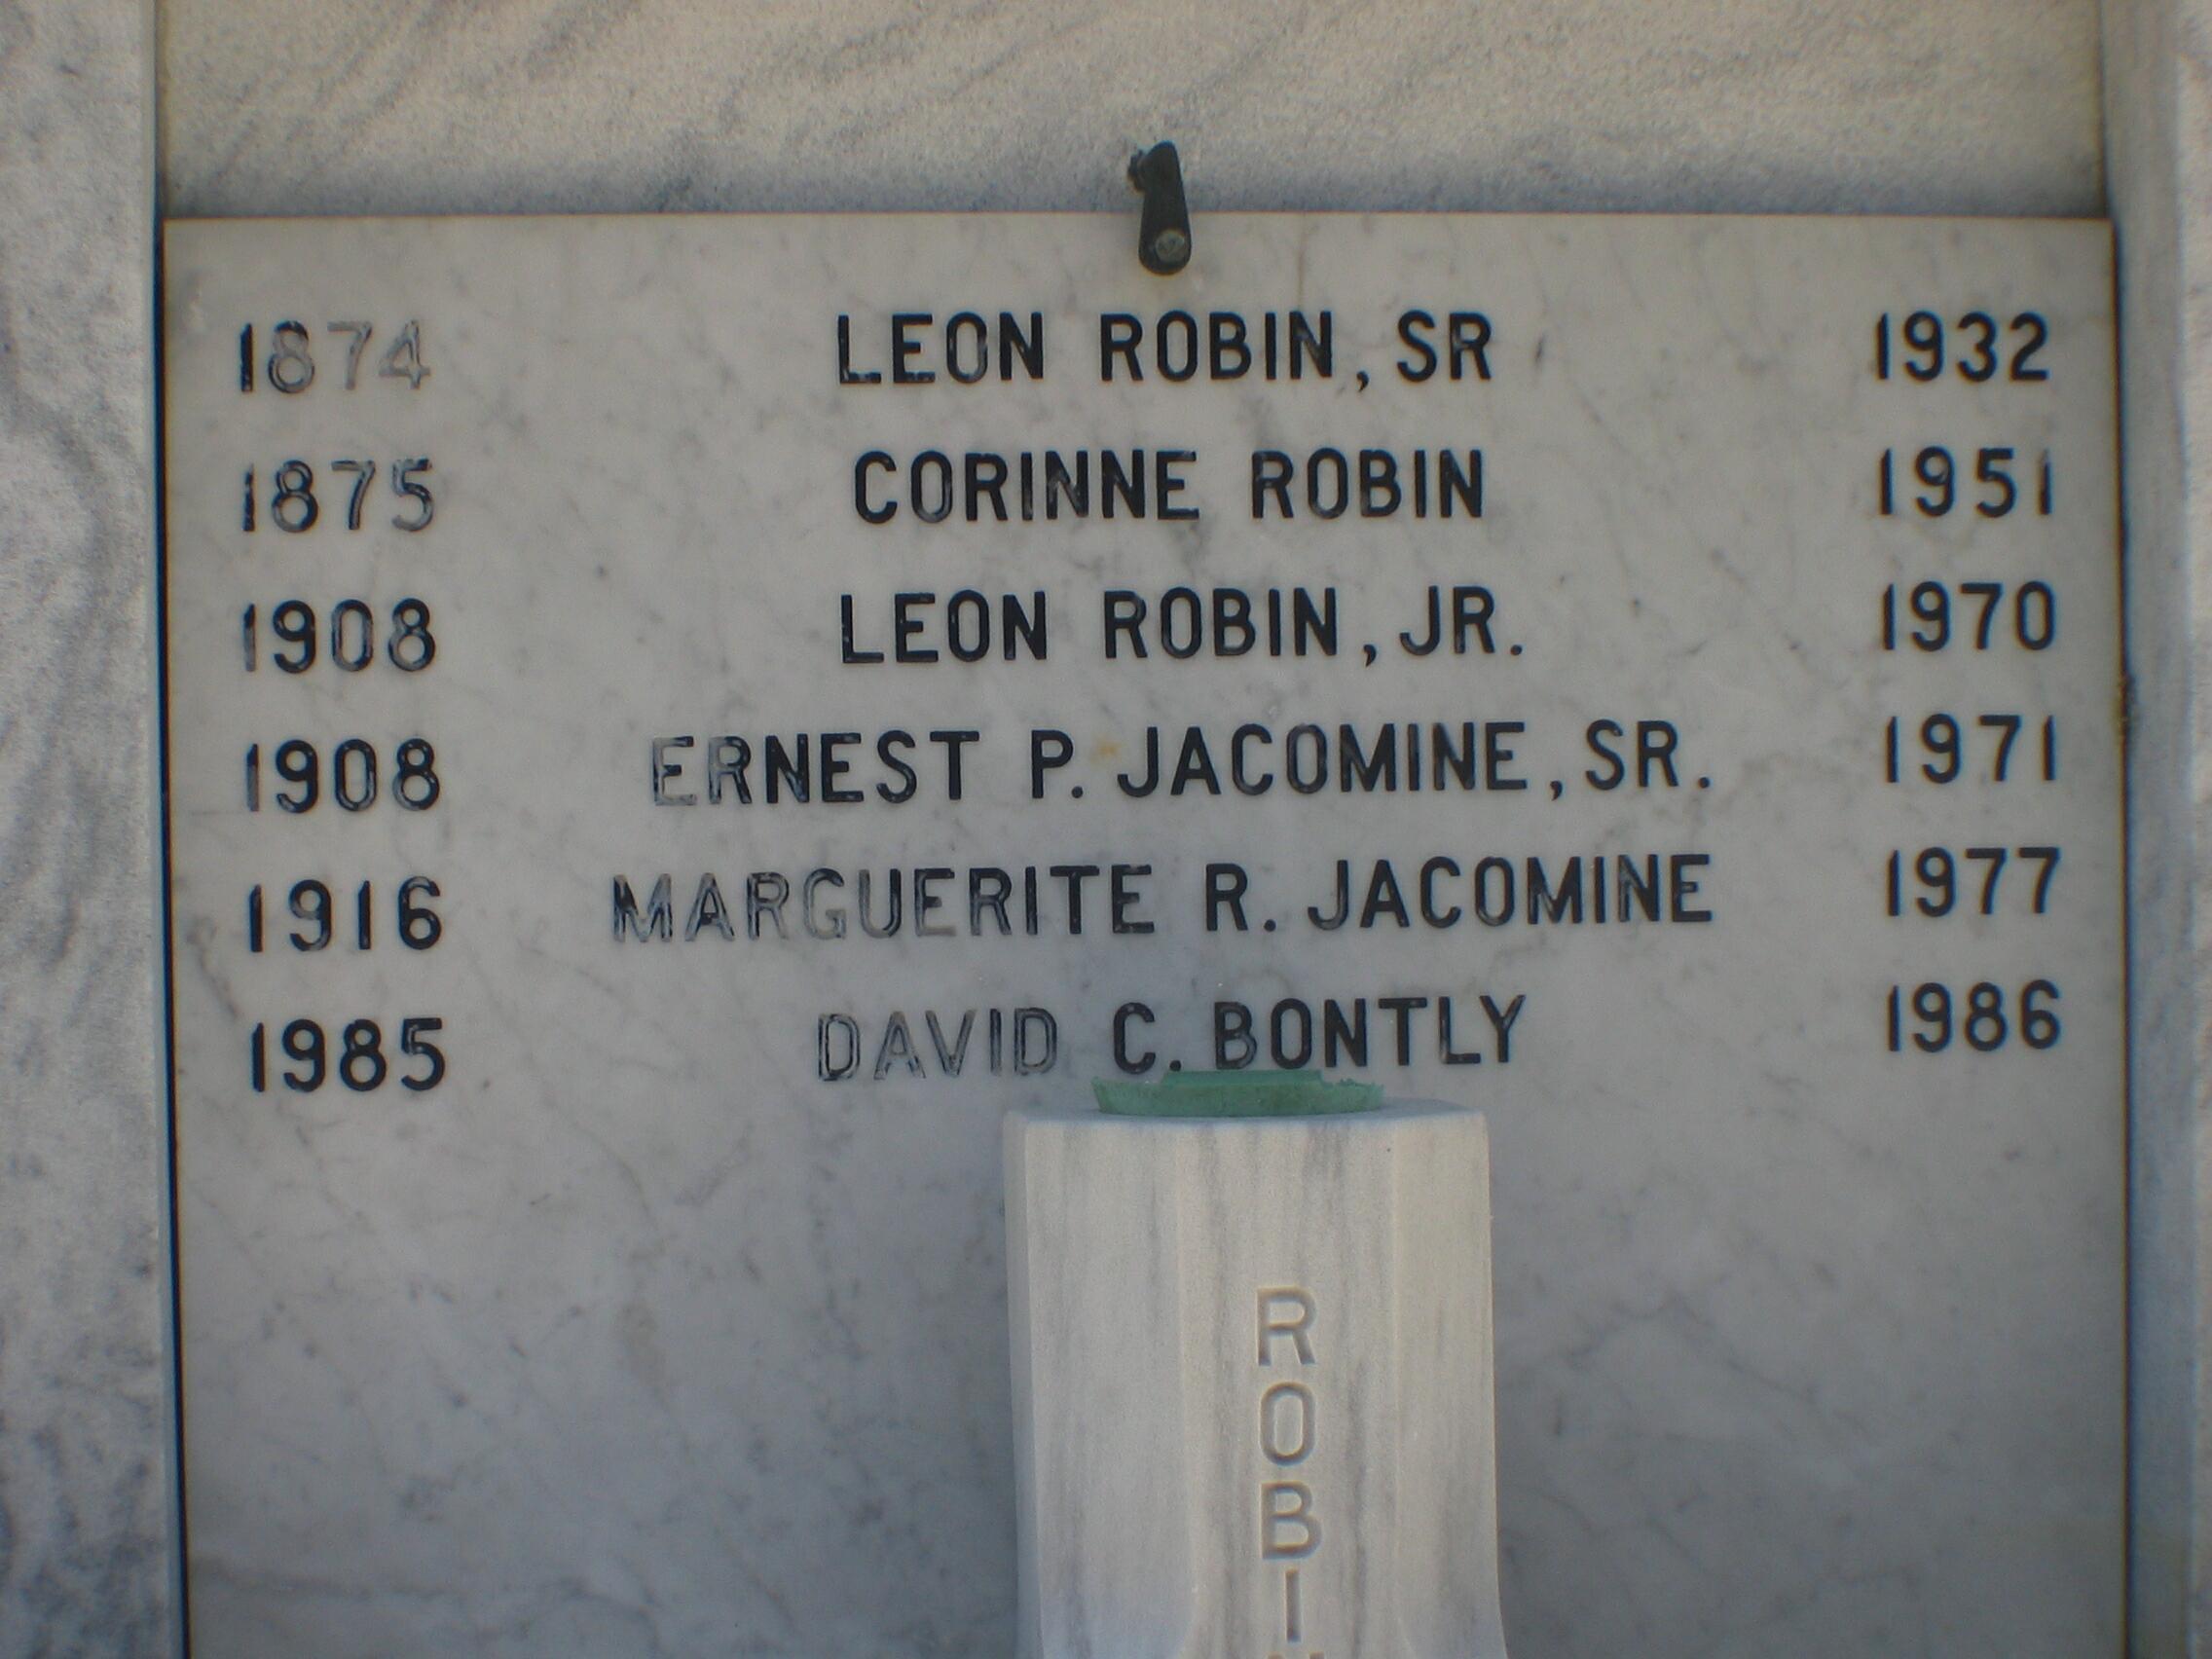 1874 LEON ROBIN, SR 1932
1875 CORINNE ROBIN 1951
1908 LEON ROBIN, JR. 1970
1908 ERNEST P. JACOMINE, SR. 1971
1916 MARGUERITE R. JACOMINE 1977
1985 DAVID C. BONTLY 1986
ROBI